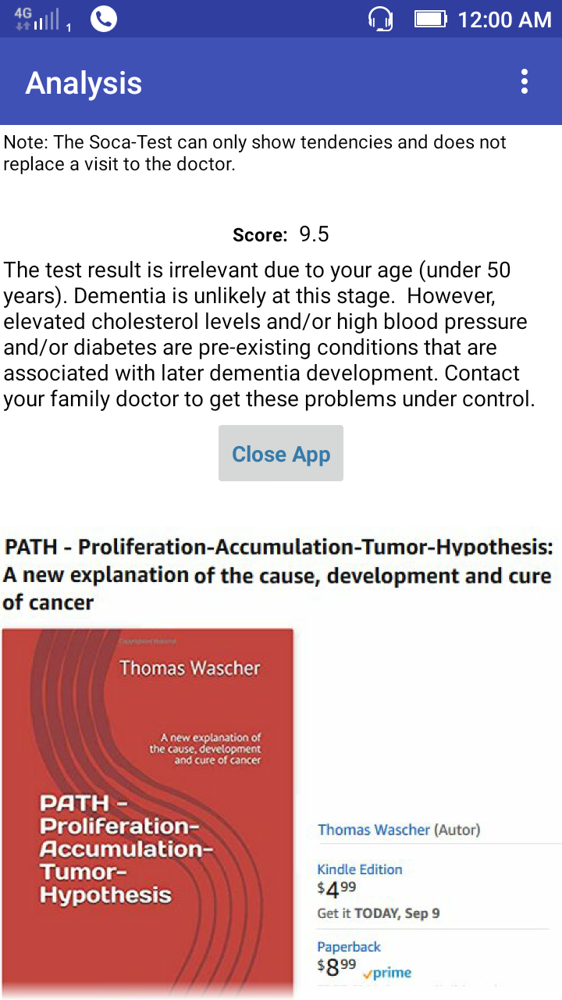 4G
1
12:00 AM
Analysis
Note: The Soca-Test can only show tendencies and does not
replace a visit to the doctor.
Score: 9.5
The test result is irrelevant due to your age (under 50
years). Dementia is unlikely at this stage.  However,
elevated cholesterol levels and/or high blood pressure
and/or diabetes are pre-existing conditions that are
associated with later dementia development. Contact
your family doctor to get these problems under control.
Close App
PATH - Proliferation-Accumulation-Tumor-Hypothesis:
A new explanation of the cause, development and cure
of cancer
Copyrighted Material
Thomas Wascher
A new explanation of
the cause, development
and cure of cancer
PATH -
Proliferation-
Accumulation-
Tumor-
Hypothesis
Thomas Wascher (Autor)
Kindle Edition
$4.99
Get it TODAY, Sep 9
Paperback
$8.99 prime